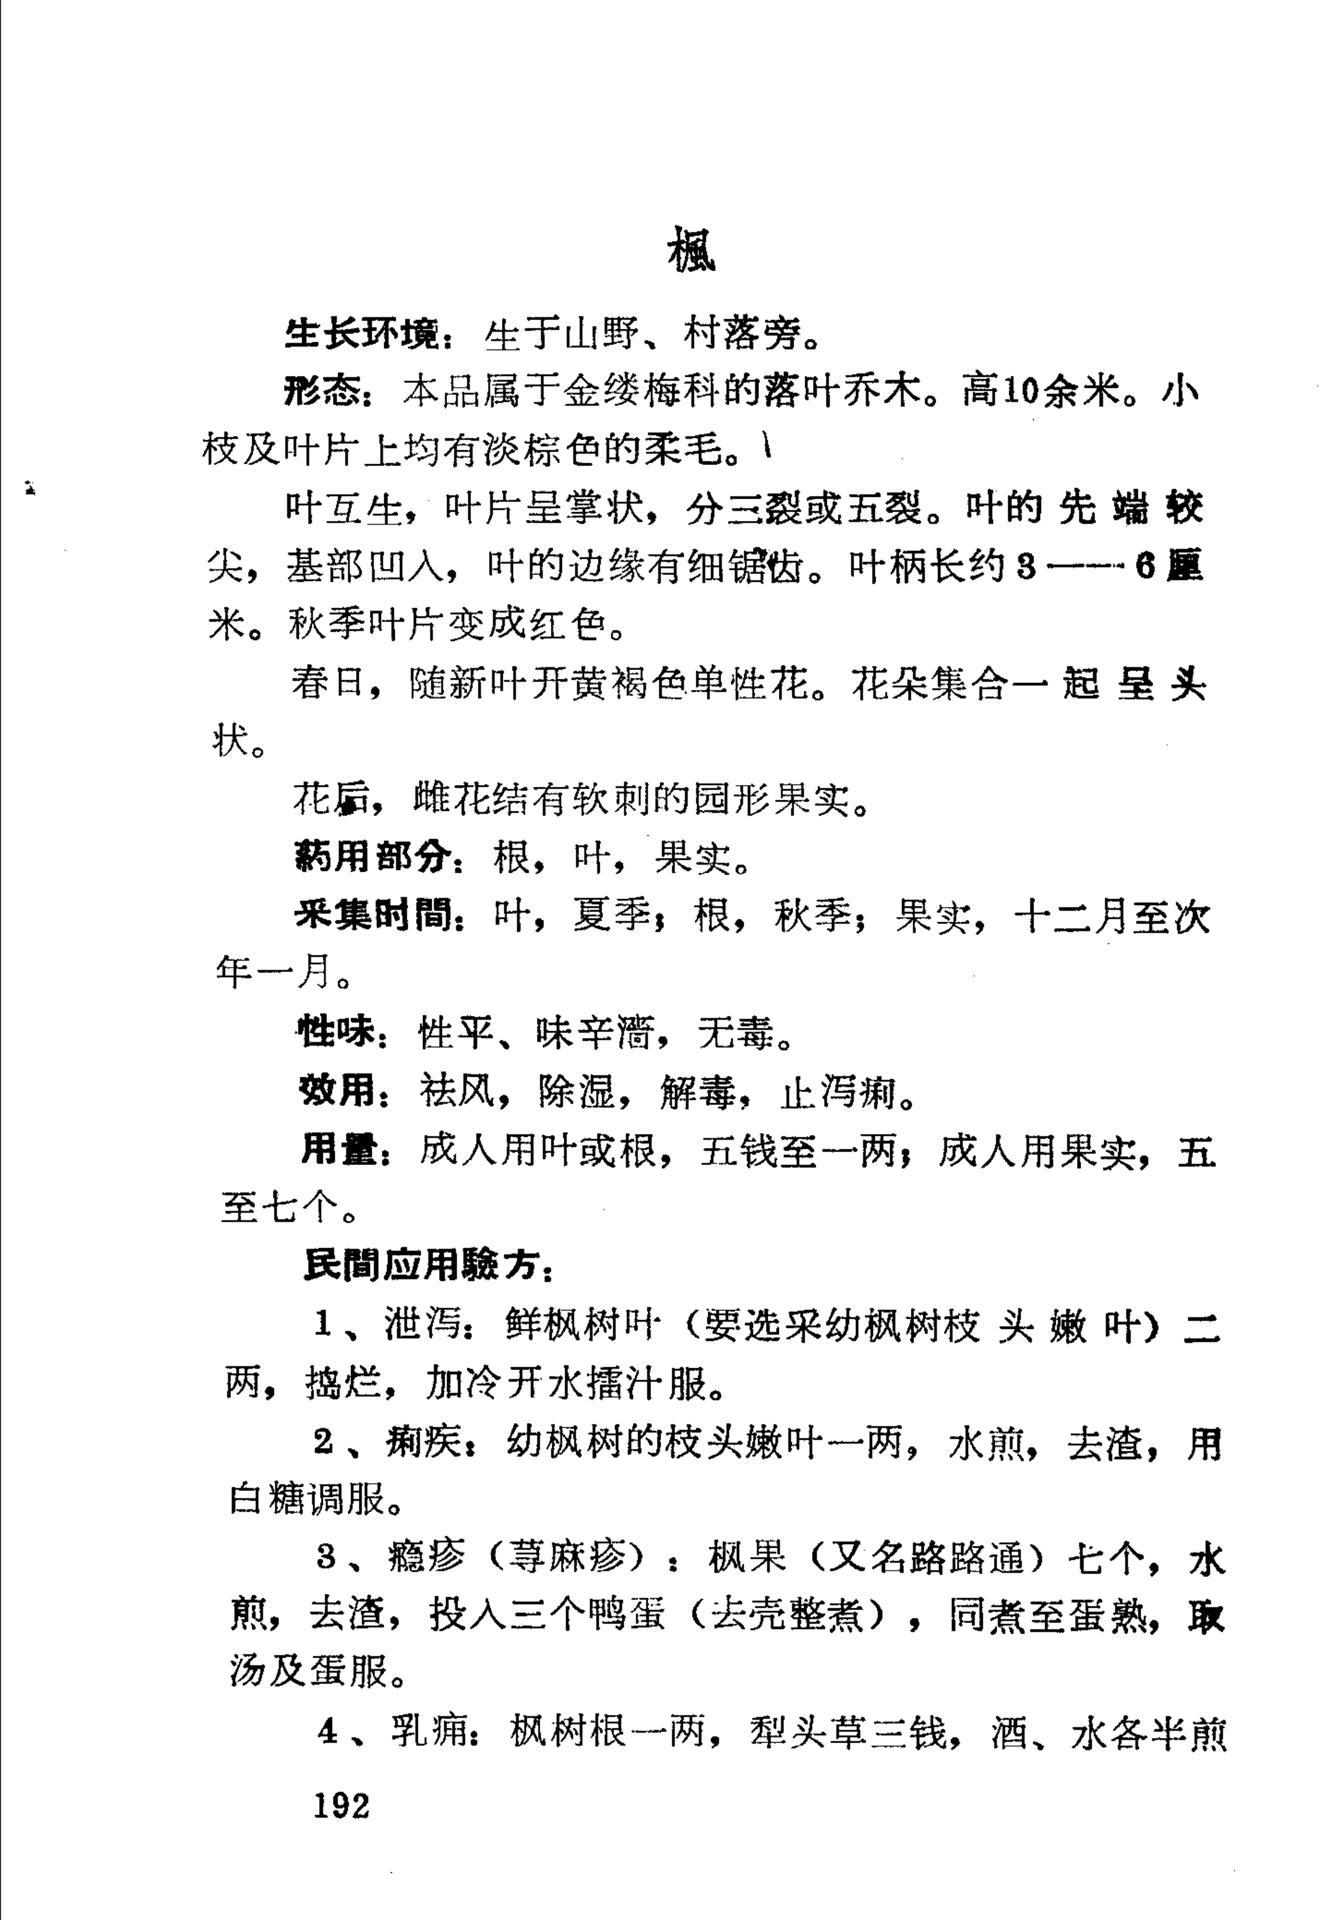 楓
生长环境：生于山野、村落旁。
形态：本品属于金缕梅科的落叶乔木。高10余米。小
枝及叶片上均有淡棕色的柔毛。
叶互生，叶片呈掌状，分三裂或五裂。叶的先端较
尖，基部凹入，叶的边缘有细锯齿。叶柄长约3——6厘
米。秋季叶片变成红色。
春日，随新叶开黄褐色单性花。花朵集合一起呈头
状。
花后，雌花结有软刺的园形果实。
药用部分：根，叶，果实。
采集时間：叶，夏季；根，秋季；果实，十二月至次
年一月。
性味：性平、味辛濇，无毒。
效用：祛风，除湿，解毒，止泻痢。
用量：成人用叶或根，五钱至一两；成人用果实，五
至七个。
民間应用驗方：
1、泄泻：鲜枫树叶（要选采幼枫树枝头嫩叶）二
两，捣烂，加冷开水擂汁服。
2、痢疾：幼枫树的枝头嫩叶一两，水煎，去渣，用
白糖调服。
3、瘾疹（荨麻疹）：枫果（又名路路通）七个，水
煎，去渣，投入三个鸭蛋（去壳整煮），同煮至蛋熟，取
汤及蛋服。
4、乳痈：枫树根一两，犁头草三钱，酒、水各半煎
192